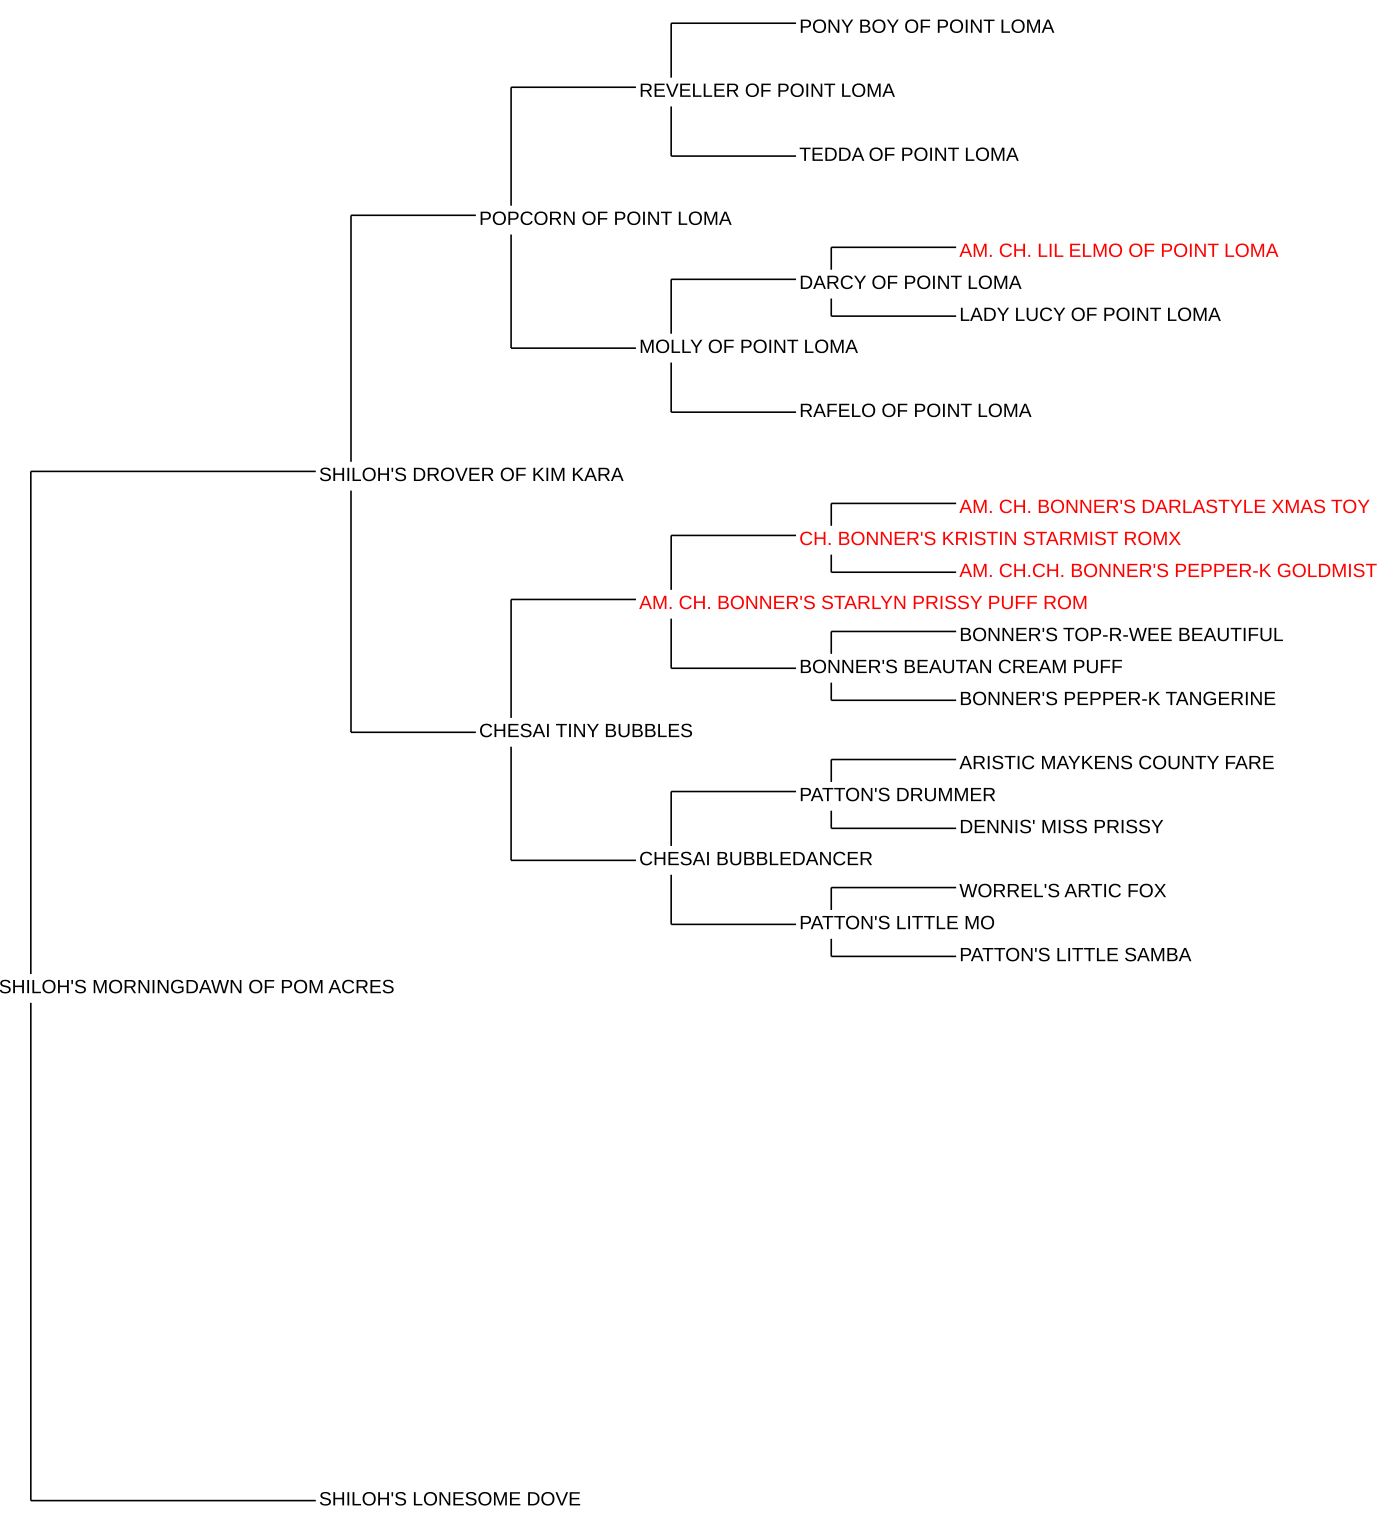 PONY BOY OF POINT LOMA
REVELLER OF POINT LOMA
TEDDA OF POINT LOMA
POPCORN OF POINT LOMA
AM. CH. LIL ELMO OF POINT LOMA
DARCY OF POINT LOMA
LADY LUCY OF POINT LOMA
MOLLY OF POINT LOMA
RAFELO OF POINT LOMA
SHILOH'S DROVER OF KIM KARA
AM. CH. BONNER'S DARLASTYLE XMAS TOY
CH. BONNER'S KRISTIN STARMIST ROMX
AM. CH.CH. BONNER'S PEPPER-K GOLDMIST
AM. CH. BONNER'S STARLYN PRISSY PUFF ROM
BONNER'S TOP-R-WEE BEAUTIFUL
BONNER'S BEAUTAN CREAM PUFF
BONNER'S PEPPER-K TANGERINE
CHESAI TINY BUBBLES
ARISTIC MAYKENS COUNTY FARE
PATTON'S DRUMMER
DENNIS' MISS PRISSY
CHESAI BUBBLEDANCER
WORREL'S ARTIC FOX
PATTON'S LITTLE MO
PATTON'S LITTLE SAMBA
SHILOH'S MORNINGDAWN OF POM ACRES
SHILOH'S LONESOME DOVE